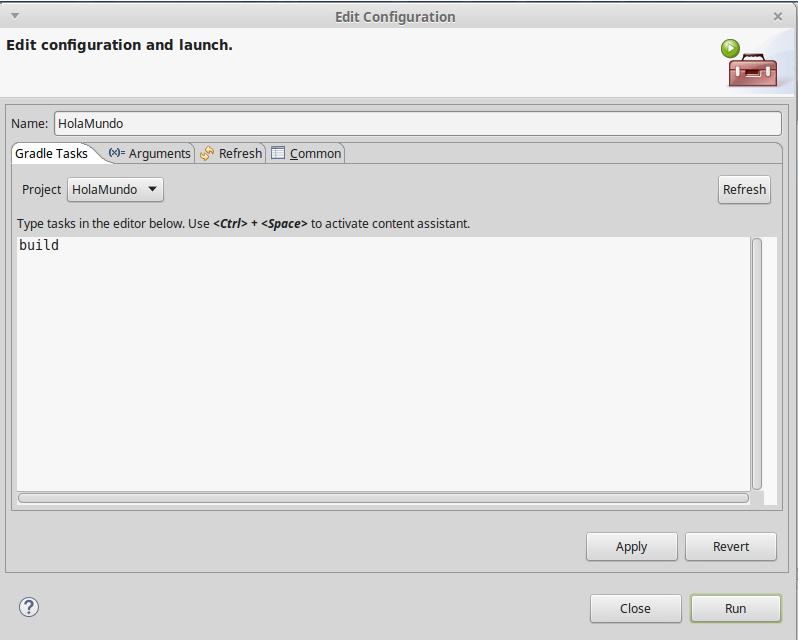 Edit Configuration
Edit configuration and launch.
Name: HolaMundo
Gradle Tasks (x)= Arguments Refresh Common
Project HolaMundo Refresh
Type tasks in the editor below. Use <Ctrl> + <Space> to activate content assistant.
build
Apply Revert
? Close Run